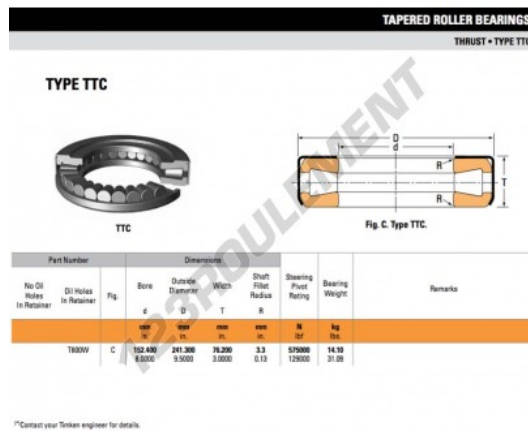 TAPERED ROLLER BEARINGS
THRUST • TYPE TTC
TYPE TTC
TTC
D
d
R
T
R
Fig. C. Type TTC.
123ROULEMENT
Part Number Dimensions
No Oil Holes In Retainer Oil Holes In Retainer Fig. Bore d Outside Diameter D Width T Shaft Fillet Radius R Steering Pivot Rating Bearing Weight Remarks
mm mm mm mm N kg
in. in. in. in. lbf lbs.
T600W C 152.400 241.300 76.200 3.3 575000 14.10
6.0000 9.5000 3.0000 0.13 129000 31.09
Contact your Timken engineer for details.